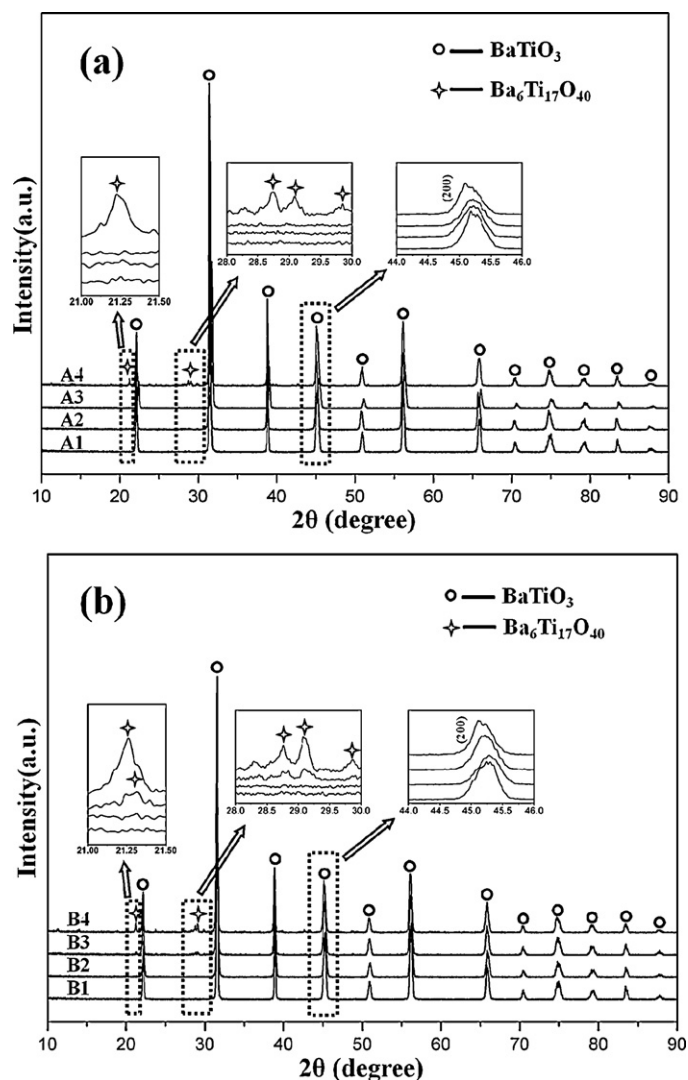 (a)
BaTiO3
Ba6Ti17O40
Intensity(a.u.)
(200)
21.00 21.25 21.50
28.0 28.5 29.0 29.5 30.0
44.0 44.5 45.0 45.5 46.0
A4
A3
A2
A1
10 20 30 40 50 60 70 80 90
2θ (degree)
(b)
BaTiO3
Ba6Ti17O40
Intensity(a.u.)
(200)
21.00 21.25 21.50
28.0 28.5 29.0 29.5 30.0
44.0 44.5 45.0 45.5 46.0
B4
B3
B2
B1
10 20 30 40 50 60 70 80 90
2θ (degree)